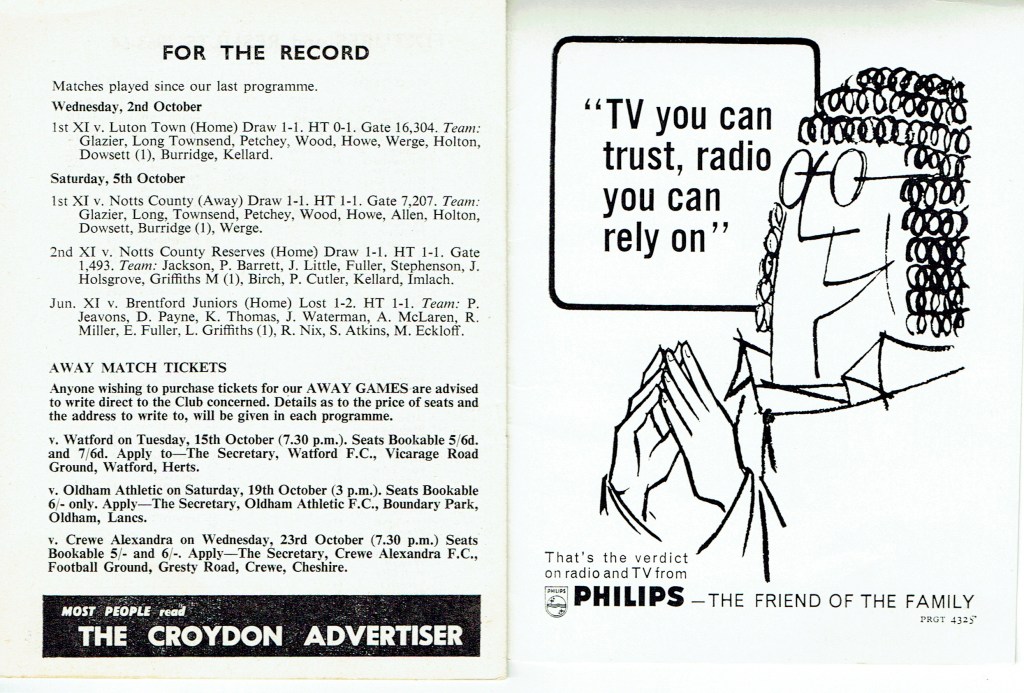 FOR THE RECORD
Matches played since our last programme.
Wednesday, 2nd October
1st XI v. Luton Town (Home) Draw 1-1. HT 0-1. Gate 16,304. Team:
Glazier, Long Townsend, Petchey, Wood, Howe, Werge, Holton,
Dowsett (1), Burridge, Kellard.
Saturday, 5th October
1st XI v. Notts County (Away) Draw 1-1. HT 1-1. Gate 7,207. Team:
Glazier, Long, Townsend, Petchey, Wood, Howe, Allen, Holton,
Dowsett, Burridge (1), Werge.
2nd XI v. Notts County Reserves (Home) Draw 1-1. HT 1-1. Gate
1,493. Team: Jackson, P. Barrett, J. Little, Fuller, Stephenson, J.
Holsgrove, Griffiths M (1), Birch, P. Cutler, Kellard, Imlach.
Jun. XI v. Brentford Juniors (Home) Lost 1-2. HT 1-1. Team: P.
Jeavons, D. Payne, K. Thomas, J. Waterman, A. McLaren, R.
Miller, E. Fuller, L. Griffiths (1), R. Nix, S. Atkins, M. Eckloff.
AWAY MATCH TICKETS
Anyone wishing to purchase tickets for our AWAY GAMES are advised
to write direct to the Club concerned. Details as to the price of seats and
the address to write to, will be given in each programme.
v. Watford on Tuesday, 15th October (7.30 p.m.). Seats Bookable 5/6d.
and 7/6d. Apply to—The Secretary, Watford F.C., Vicarage Road
Ground, Watford, Herts.
v. Oldham Athletic on Saturday, 19th October (3 p.m.). Seats Bookable
6/- only. Apply—The Secretary, Oldham Athletic F.C., Boundary Park,
Oldham, Lancs.
v. Crewe Alexandra on Wednesday, 23rd October (7.30 p.m.) Seats
Bookable 5/- and 6/-. Apply—The Secretary, Crewe Alexandra F.C.,
Football Ground, Gresty Road, Crewe, Cheshire.
MOST PEOPLE read
THE CROYDON ADVERTISER
“TV you can
trust, radio
you can
rely on”
That's the verdict
on radio and TV from
PHILIPS
PHILIPS — THE FRIEND OF THE FAMILY
PRGT 4325